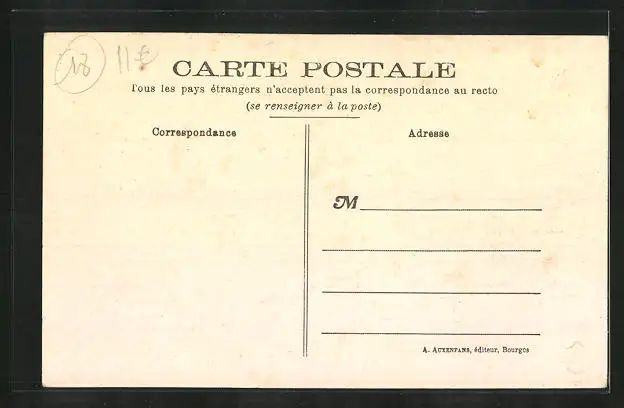 18 11€
CARTE POSTALE
Tous les pays étrangers n'acceptent pas la correspondance au recto
(se renseigner à la poste)
Correspondance
Adresse
M
A. AUXENFANS, éditeur, Bourges